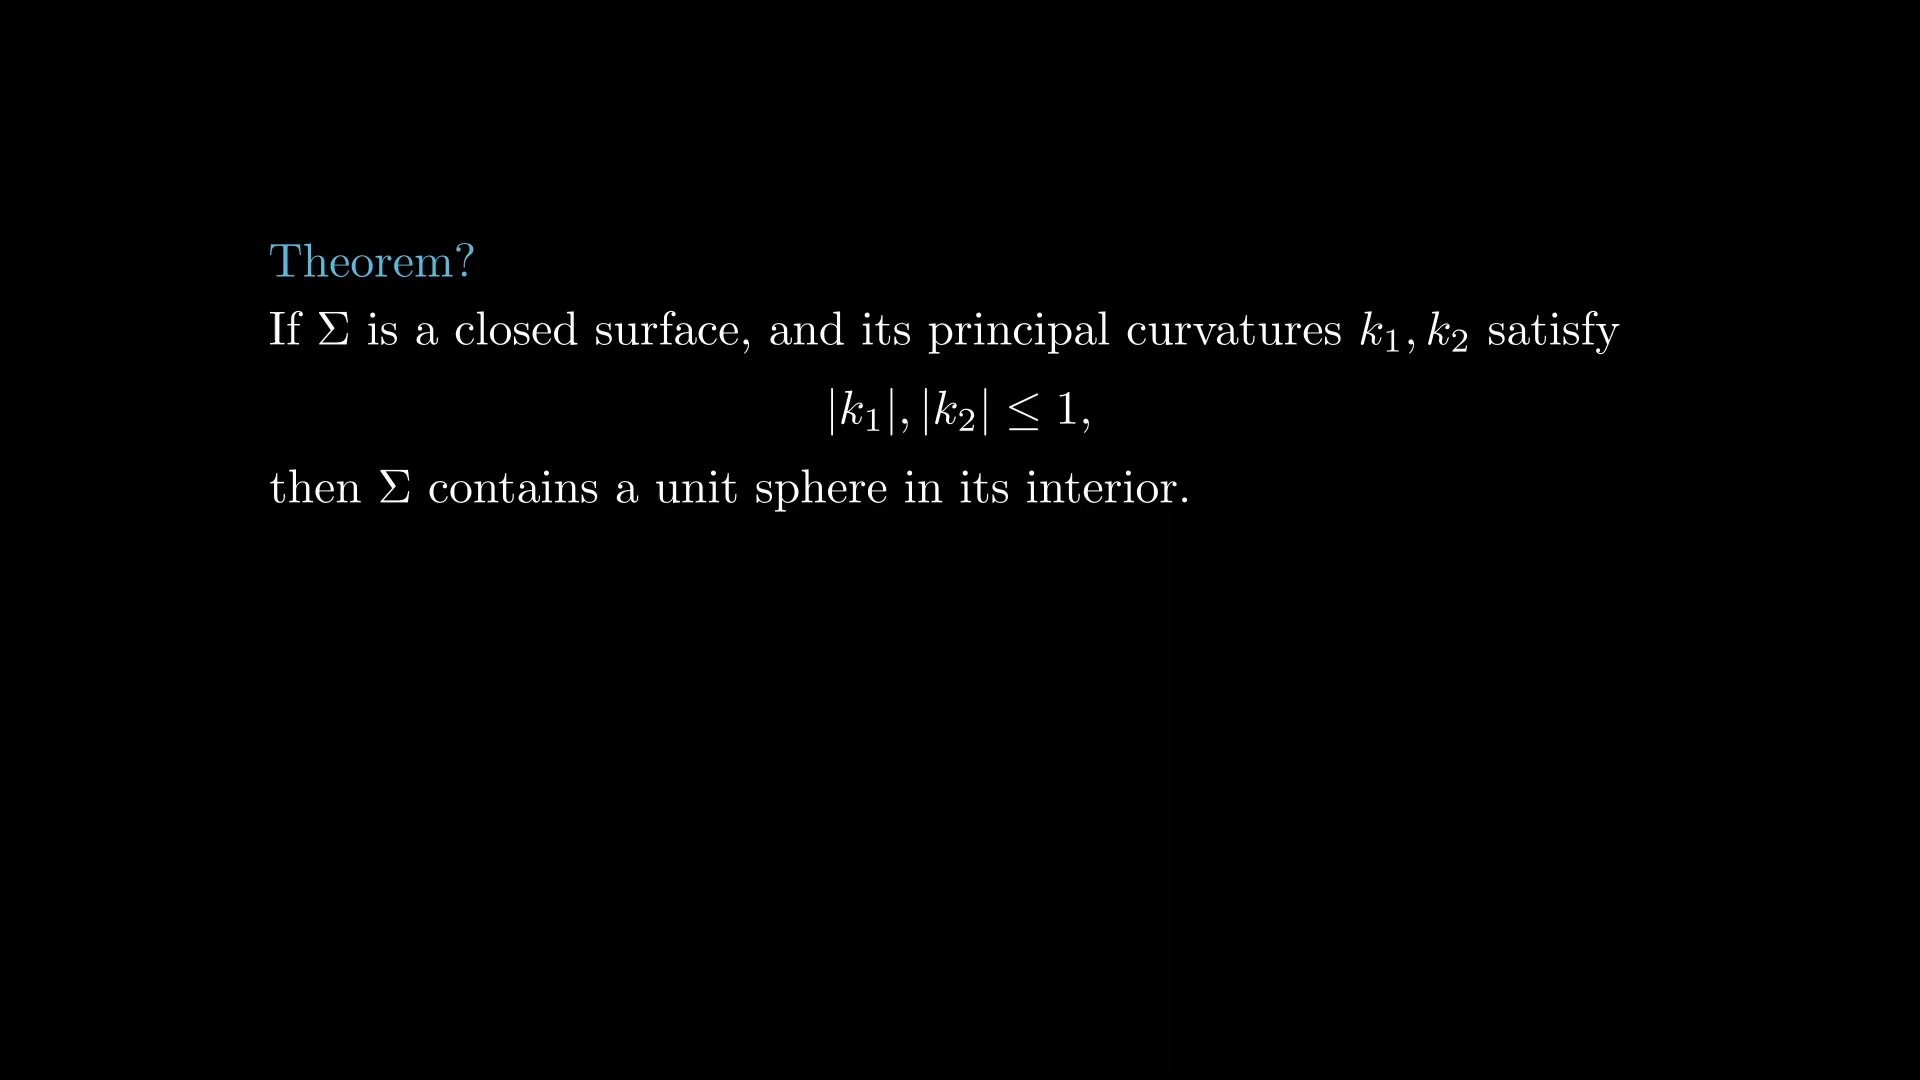 Theorem?
If Σ is a closed surface, and its principal curvatures k₁, k₂ satisfy
|k₁|, |k₂| ≤ 1,
then Σ contains a unit sphere in its interior.